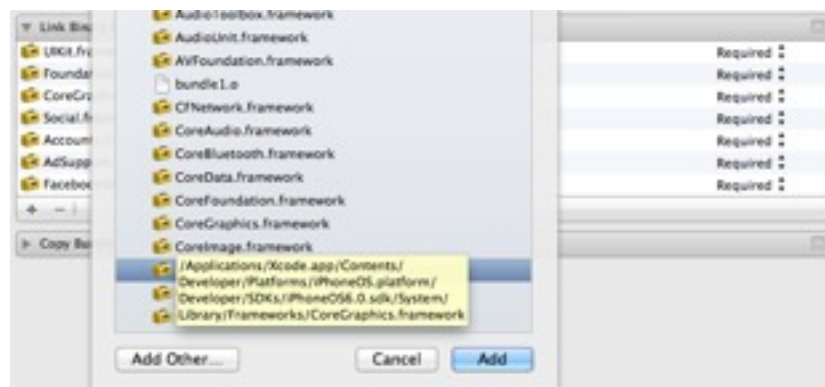 AudioToolbox.framework
Link Bin
AudioUnit.framework
UIKit.fra
Required
AVFoundation.framework
Foundat
Required
bundle1.o
CoreGra
Required
CFNetwork.framework
Social.fr
Required
CoreAudio.framework
Account
Required
CoreBluetooth.framework
AdSupp
Required
CoreData.framework
Faceboo
Required
CoreFoundation.framework
+ -
CoreGraphics.framework
Copy Bu
CoreImage.framework
/Applications/Xcode.app/Contents/
Developer/Platforms/iPhoneOS.platform/
Developer/SDKs/iPhoneOS6.0.sdk/System/
Library/Frameworks/CoreGraphics.framework
Add Other...
Cancel
Add